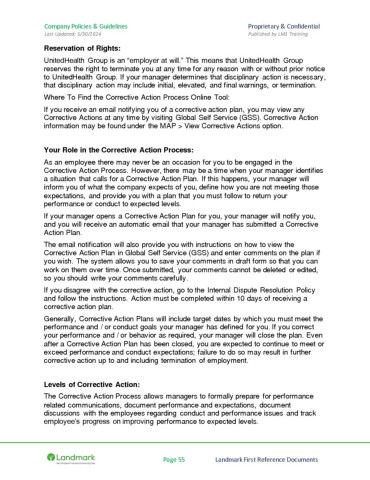 Company Policies & Guidelines Proprietary & Confidential
Last Updated: 5/30/2024 Published by LMS Training
Reservation of Rights:
UnitedHealth Group is an “employer at will.” This means that UnitedHealth Group
reserves the right to terminate you at any time for any reason with or without prior notice
to UnitedHealth Group. If your manager determines that disciplinary action is necessary,
that disciplinary action may include initial, elevated, and final warnings, or termination.
Where To Find the Corrective Action Process Online Tool:
If you receive an email notifying you of a corrective action plan, you may view any
Corrective Actions at any time by visiting Global Self Service (GSS). Corrective Action
information may be found under the MAP > View Corrective Actions option.
Your Role in the Corrective Action Process:
As an employee there may never be an occasion for you to be engaged in the
Corrective Action Process. However, there may be a time when your manager identifies
a situation that calls for a Corrective Action Plan. If this happens, your manager will
inform you of what the company expects of you, define how you are not meeting those
expectations, and provide you with a plan that you must follow to return your
performance or conduct to expected levels.
If your manager opens a Corrective Action Plan for you, your manager will notify you,
and you will receive an automatic email that your manager has submitted a Corrective
Action Plan.
The email notification will also provide you with instructions on how to view the
Corrective Action Plan in Global Self Service (GSS) and enter comments on the plan if
you wish. The system allows you to save your comments in draft form so that you can
work on them over time. Once submitted, your comments cannot be deleted or edited,
so you should write your comments carefully.
If you disagree with the corrective action, go to the Internal Dispute Resolution Policy
and follow the instructions. Action must be completed within 10 days of receiving a
corrective action plan.
Generally, Corrective Action Plans will include target dates by which you must meet the
performance and / or conduct goals your manager has defined for you. If you correct
your performance and / or behavior as required, your manager will close the plan. Even
after a Corrective Action Plan has been closed, you are expected to continue to meet or
exceed performance and conduct expectations; failure to do so may result in further
corrective action up to and including termination of employment.
Levels of Corrective Action:
The Corrective Action Process allows managers to formally prepare for performance
related communications, document performance and expectations, document
discussions with the employees regarding conduct and performance issues and track
employee's progress on improving performance to expected levels.
Landmark Page 55 Landmark First Reference Documents